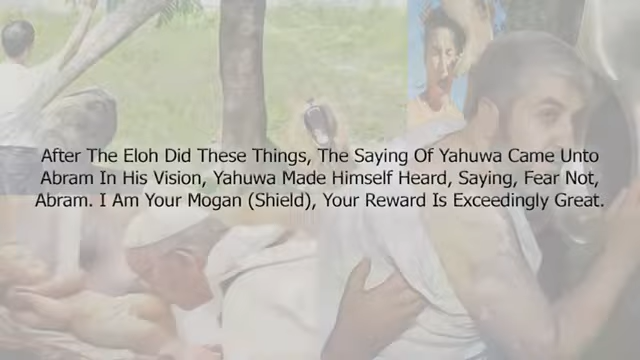 After The Eloh Did These Things, The Saying Of Yahuwa Came Unto
Abram In His Vision, Yahuwa Made Himself Heard, Saying, Fear Not,
Abram. I Am Your Mogan (Shield), Your Reward Is Exceedingly Great.